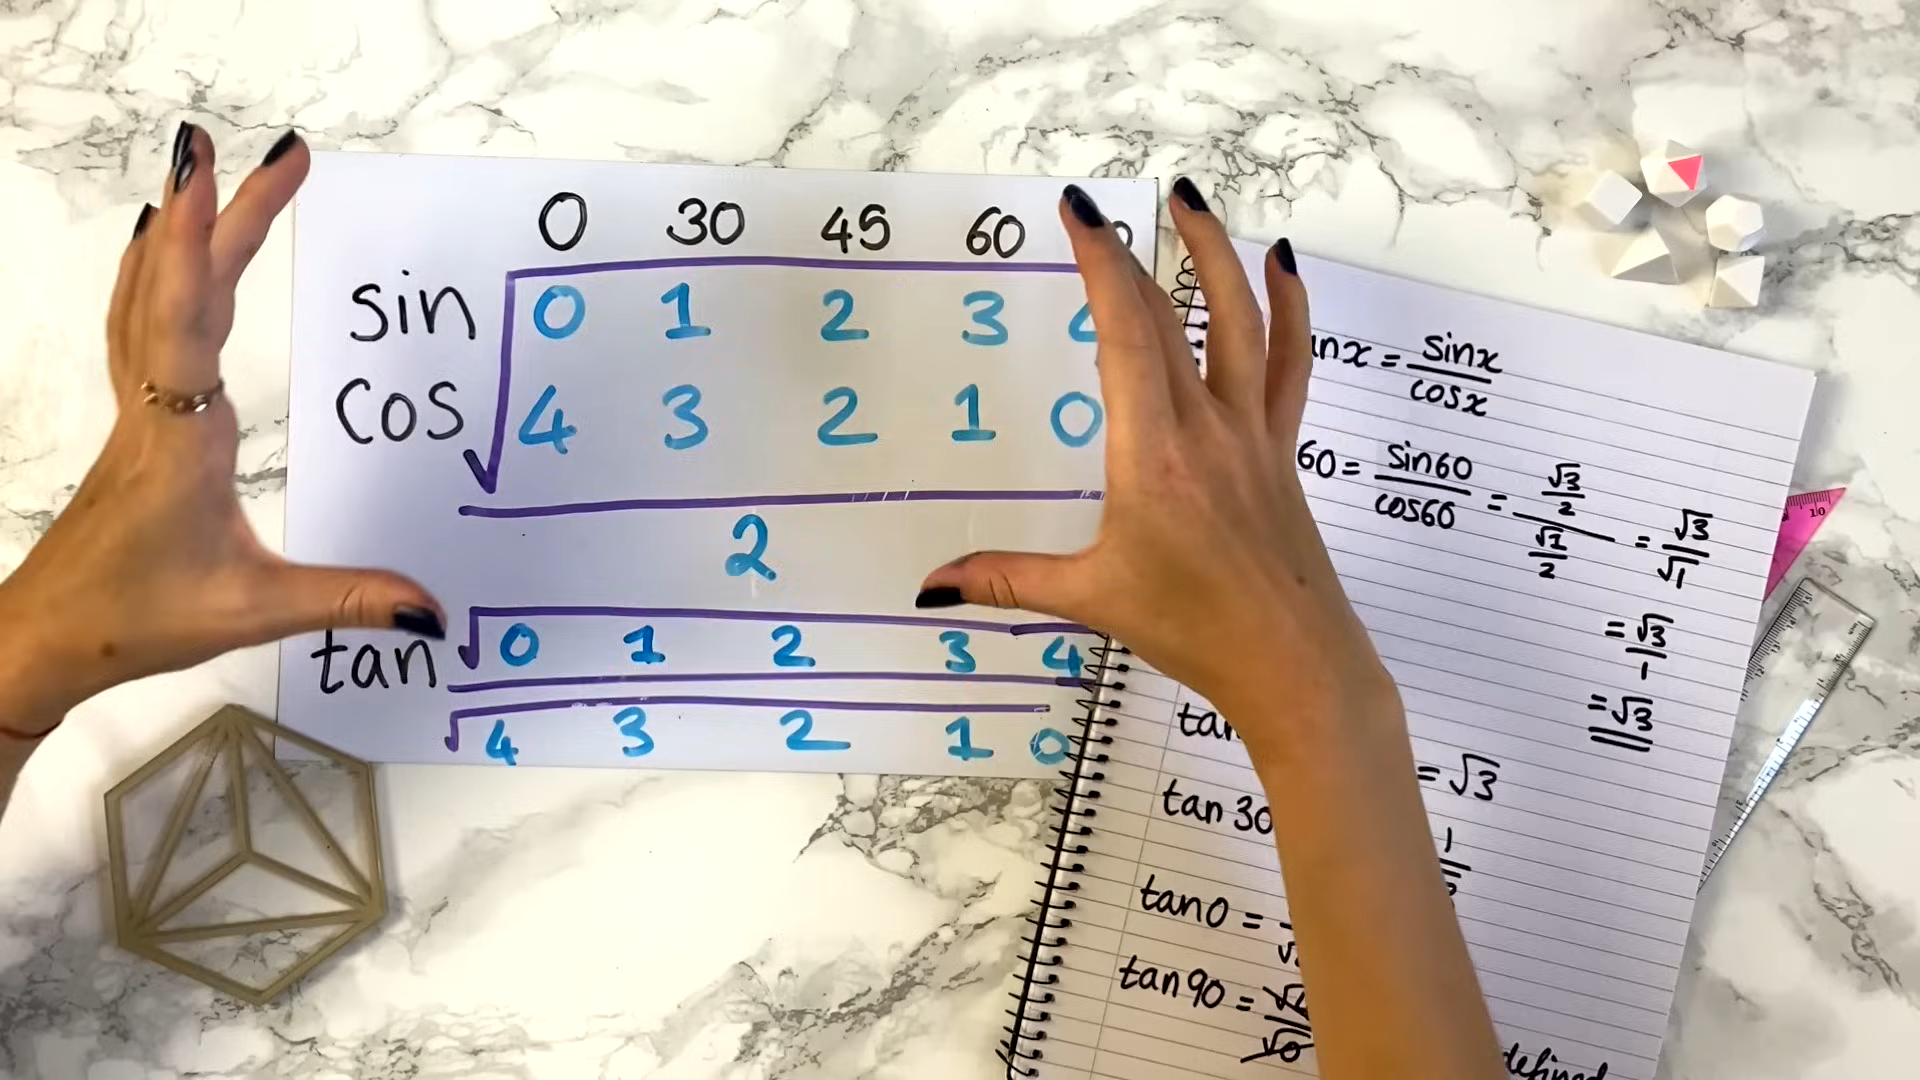 0 30 45 60
sin 0 1 2 3
cos 4 3 2 1 0
2
tan √0 1 2 3 4
√4 3 2 1 0
x = sinx/cosx
60 = sin60/cos60 = (√3/2)/(√1/2) = √3/√1
= √3/1
= √3
= √3
tan 30
tan0 =
tan90 =